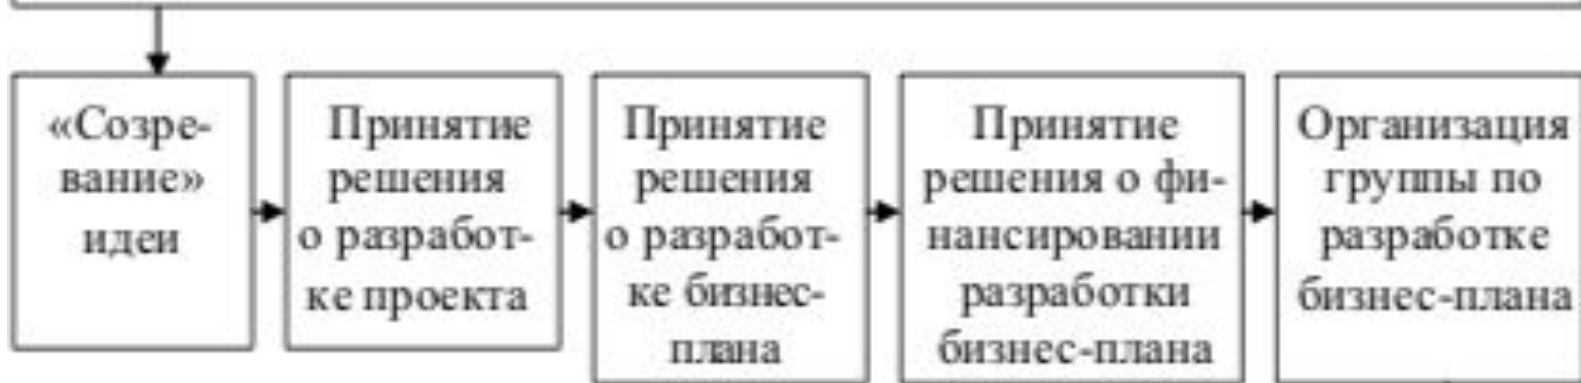 «Созре-
вание»
идеи
Принятие
решения
о разработ-
ке проекта
Принятие
решения
о разработ-
ке бизнес-
плана
Принятие
решения о фи-
нансировании
разработки
бизнес-плана
Организация
группы по
разработке
бизнес-плана